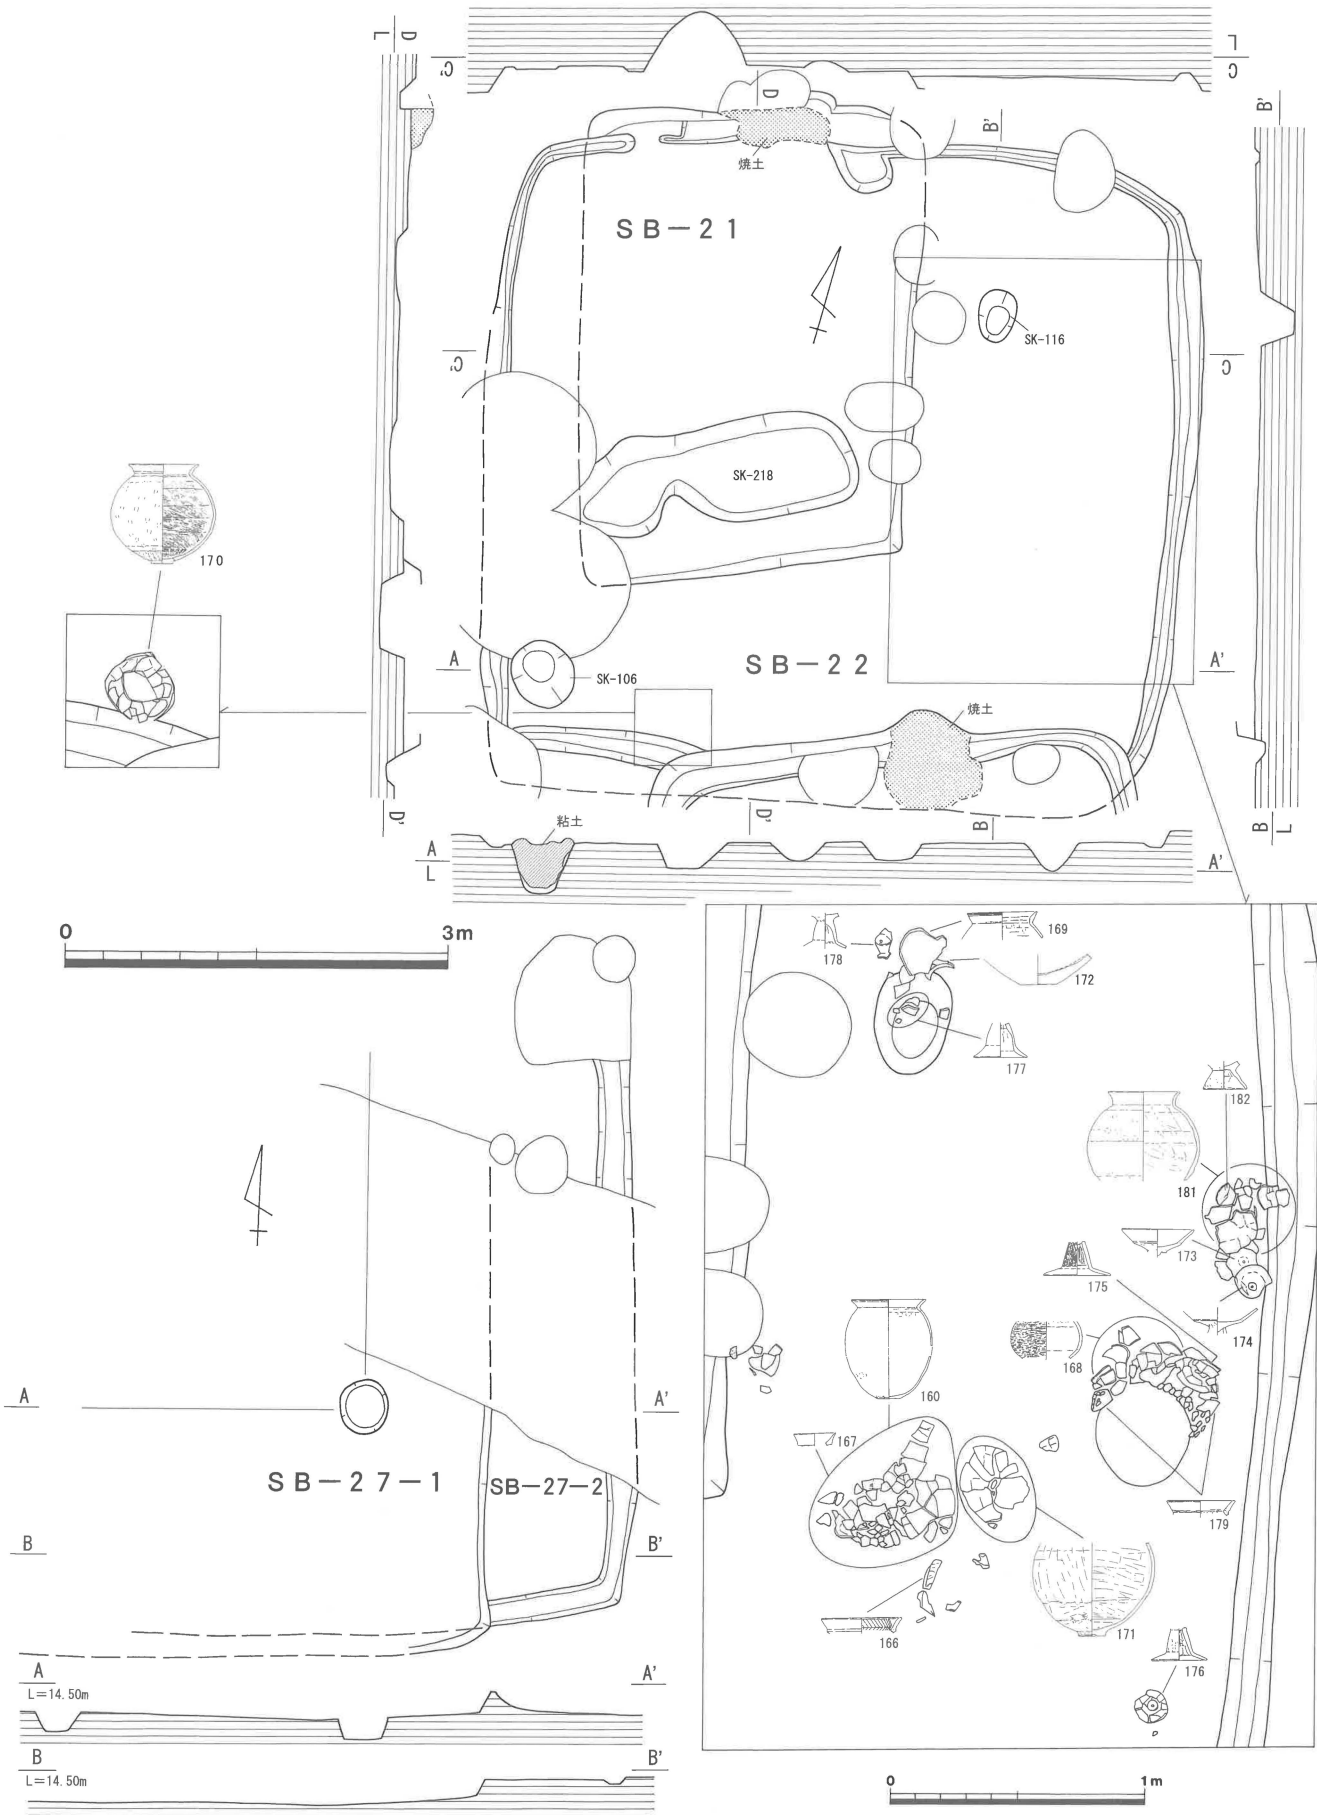 D
L
C'
L
C
D
B'
B'
焼土
SB-21
SK-116
C'
C
SK-218
170
A
SK-106
SB-22
A'
焼土
D'
D'
B
B
L
粘土
A
L
A'
0 3m
178
169
172
177
182
181
173
175
174
168
160
167
179
166
171
176
A
A'
SB-27-1
SB-27-2
B
B'
A
L=14.50m
A'
B
L=14.50m
B'
0 1m